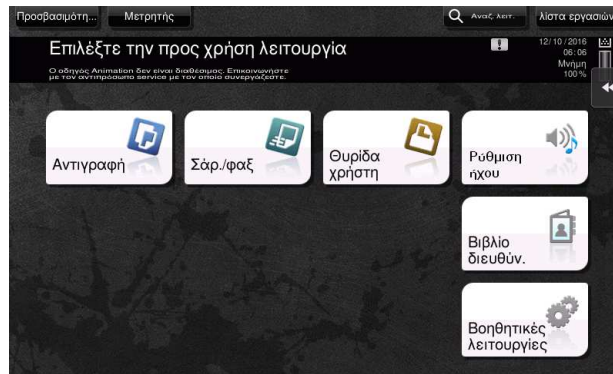 Προσβασιμότη...
Μετρητής
Αναζ. λειτ.
λίστα εργασιών
Επιλέξτε την προς χρήση λειτουργία
Ο οδηγός Animation δεν είναι διαθέσιμος. Επικοινωνήστε
με τον αντιπρόσωπο service με τον οποίο συνεργάζεστε.
12/10/2016
06:06
Μνήμη
100%
Αντιγραφή
Σάρ./φαξ
Θυρίδα
χρήστη
Ρύθμιση
ήχου
Βιβλίο
διευθύν.
Βοηθητικές
λειτουργίες